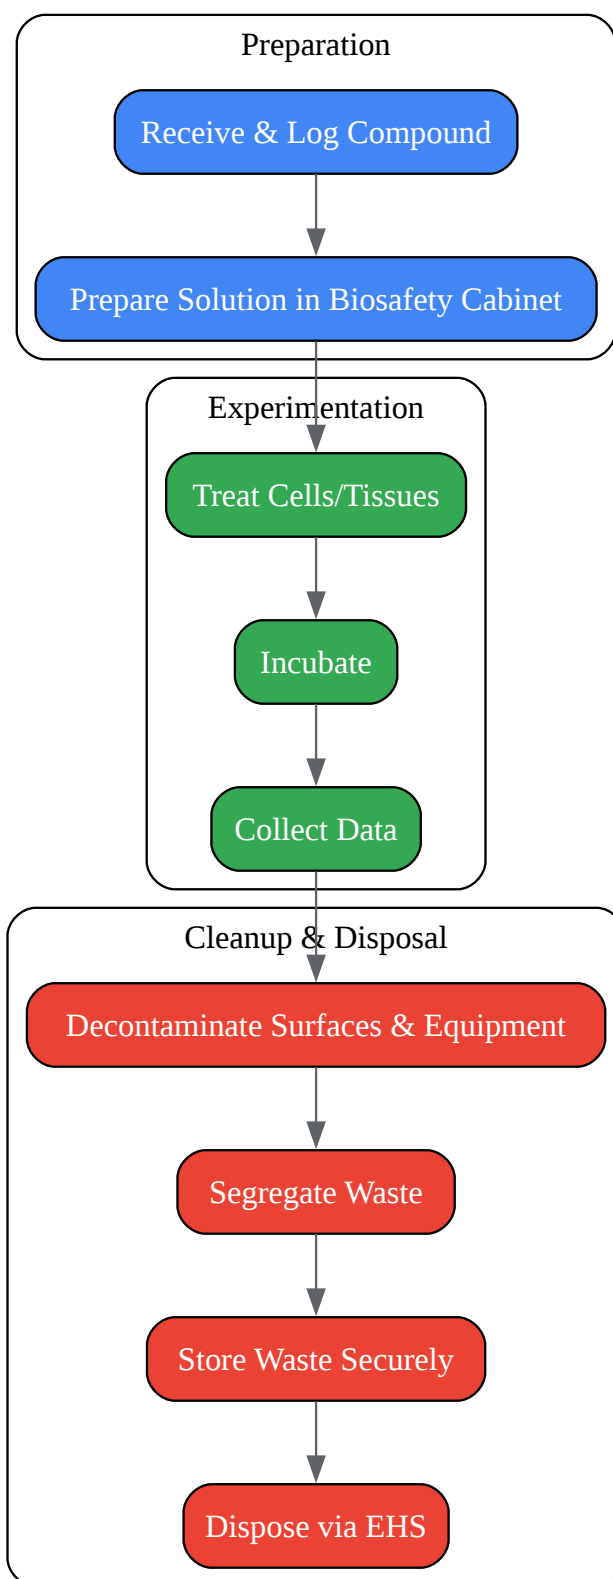 Preparation
Receive & Log Compound
Prepare Solution in Biosafety Cabinet
Experimentation
Treat Cells/Tissues
Incubate
Collect Data
Cleanup & Disposal
Decontaminate Surfaces & Equipment
Segregate Waste
Store Waste Securely
Dispose via EHS